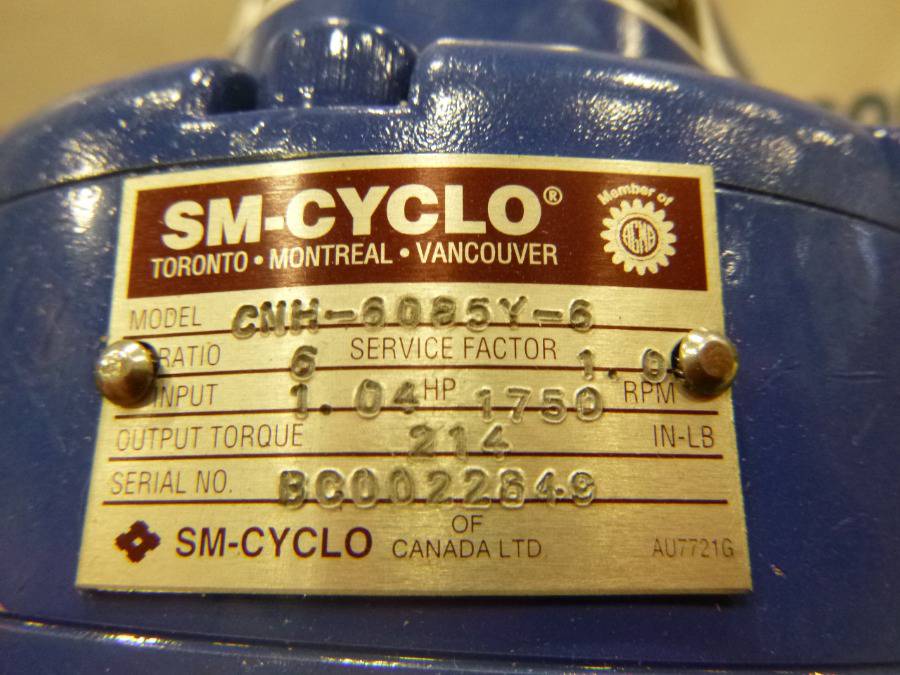 SM-CYCLO®
TORONTO • MONTREAL • VANCOUVER
Member of
AGMA
MODEL CNH-6085Y-6
RATIO 6 SERVICE FACTOR 1.0
INPUT 1.04 HP 1750 RPM
OUTPUT TORQUE 214 IN-LB
SERIAL NO.
SM-CYCLO OF CANADA LTD. AU7721G